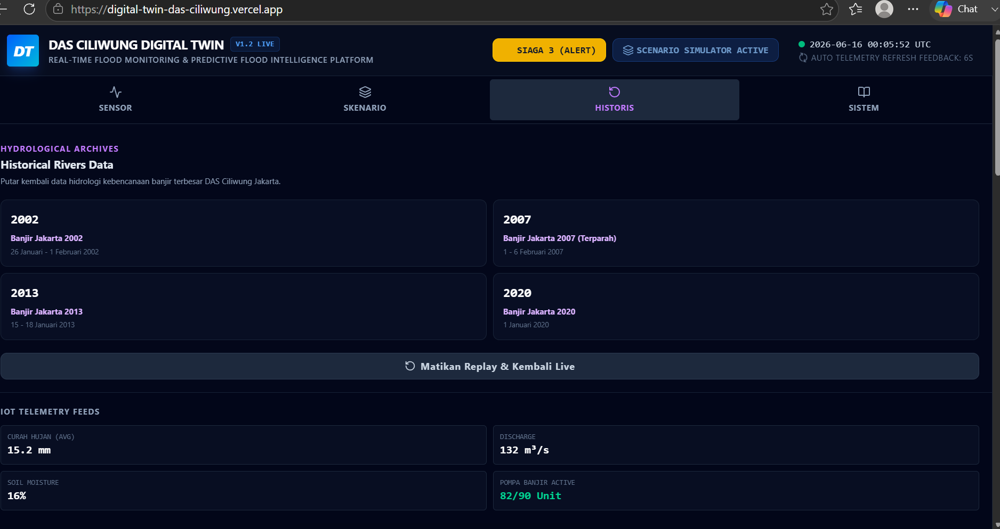 https://digital-twin-das-ciliwung.vercel.app
Chat
DT
DAS CILIWUNG DIGITAL TWIN
V1.2 LIVE
REAL-TIME FLOOD MONITORING & PREDICTIVE FLOOD INTELLIGENCE PLATFORM
SIAGA 3 (ALERT)
SCENARIO SIMULATOR ACTIVE
2026-06-16 00:05:52 UTC
AUTO TELEMETRY REFRESH FEEDBACK: 6S
SENSOR
SKENARIO
HISTORIS
SISTEM
HYDROLOGICAL ARCHIVES
Historical Rivers Data
Putar kembali data hidrologi kebencanaan banjir terbesar DAS Ciliwung Jakarta.
2002
Banjir Jakarta 2002
26 Januari - 1 Februari 2002
2007
Banjir Jakarta 2007 (Terparah)
1 - 6 Februari 2007
2013
Banjir Jakarta 2013
15 - 18 Januari 2013
2020
Banjir Jakarta 2020
1 Januari 2020
Matikan Replay & Kembali Live
IOT TELEMETRY FEEDS
CURAH HUJAN (AVG)
15.2 mm
DISCHARGE
132 m³/s
SOIL MOISTURE
16%
POMPA BANJIR ACTIVE
82/90 Unit